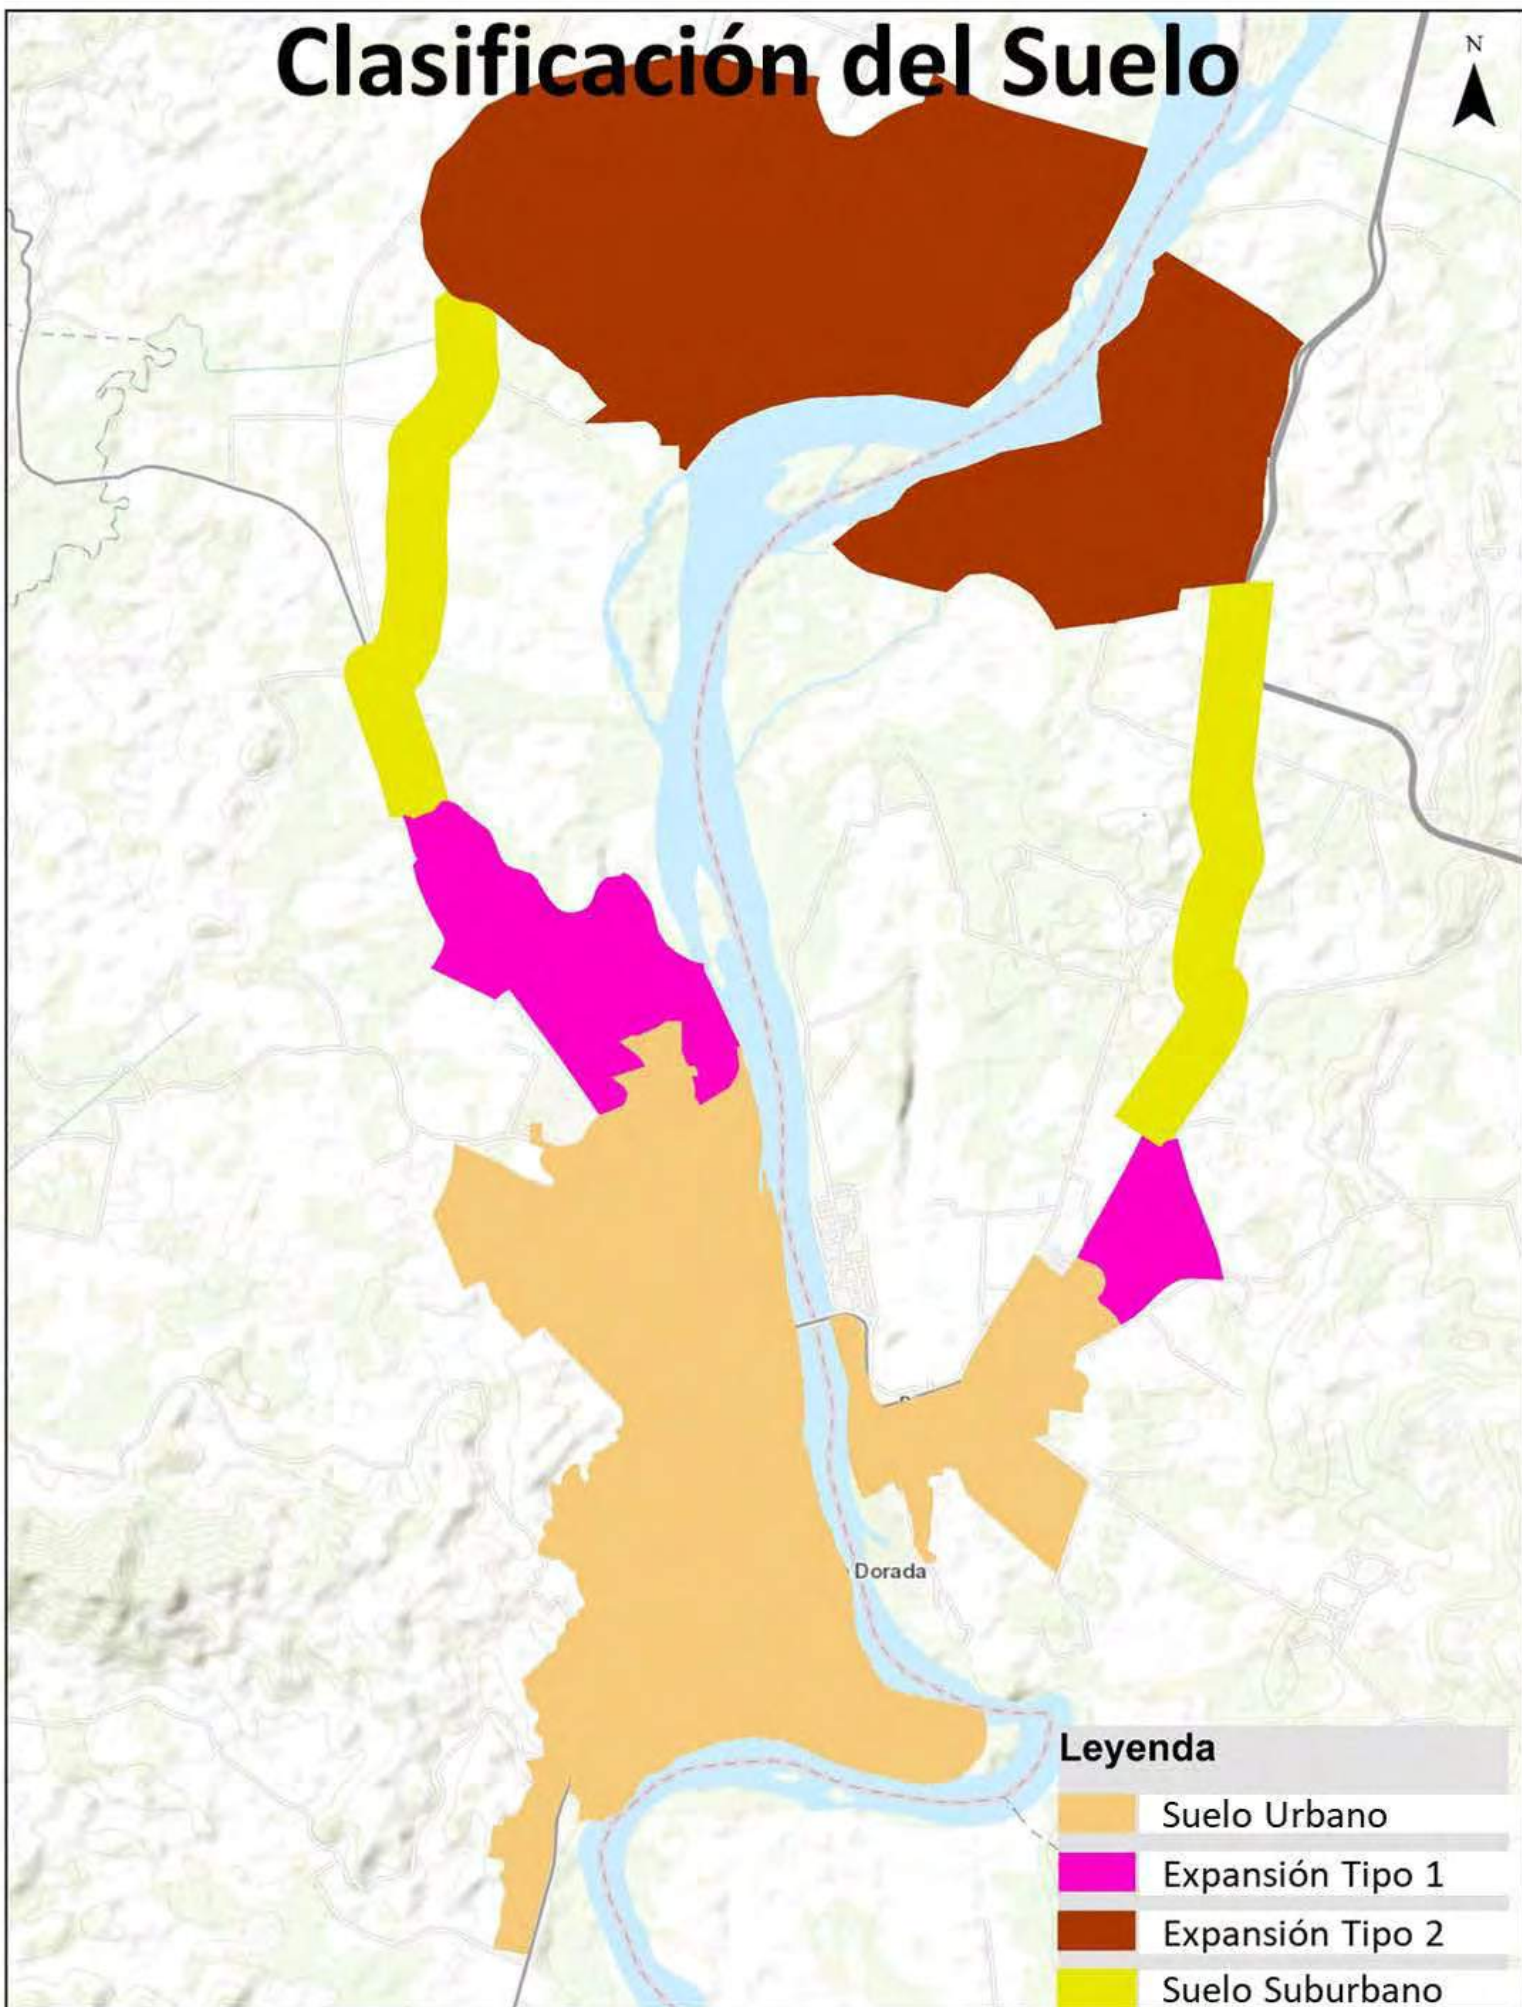 Clasificación del Suelo
N
Dorada
Leyenda
Suelo Urbano
Expansión Tipo 1
Expansión Tipo 2
Suelo Suburbano